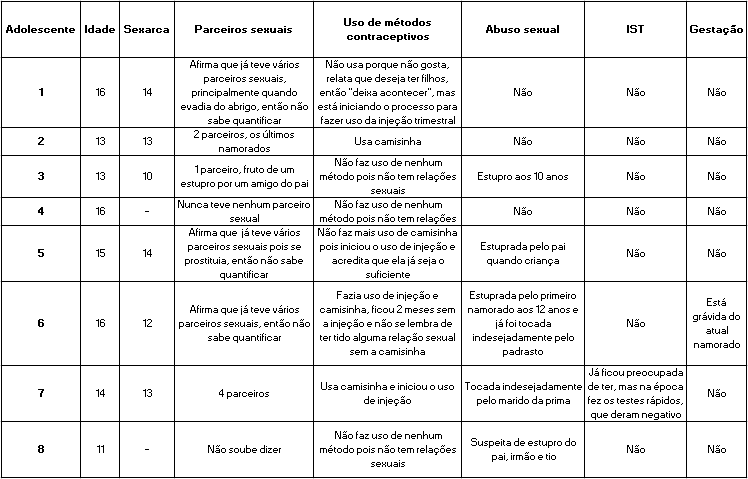 Adolescente Idade Sexarca Parceiros sexuais Uso de métodos contraceptivos Abuso sexual IST Gestação
1 16 14
Afirma que já teve vários
parceiros sexuais,
principalmente quando
evadia do abrigo, então não
sabe quantificar
Não usa porque não gosta,
relata que deseja ter filhos,
então "deixa acontecer", mas
está iniciando o processo para
fazer uso da injeção trimestral
Não
Não
Não
2 13 13
2 parceiros, os últimos
namorados
Usa camisinha
Não
Não
Não
3 13 10
1 parceiro, fruto de um
estupro por um amigo do pai
Não faz uso de nenhum
método pois não tem relações
sexuais
Estupro aos 10 anos
Não
Não
4 16 -
Nunca teve nenhum parceiro
sexual
Não faz uso de nenhum
método pois não tem relações
Não
Não
Não
5 15 14
Afirma que já teve vários
parceiros sexuais pois se
prostituia, então não sabe
quantificar
Não faz mais uso de camisinha
pois iniciou o uso de injeção e
acredita que ela já seja o
suficiente
Estuprada pelo pai
quando criança
Não
Não
6 16 12
Afirma que já teve vários
parceiros sexuais, então não
sabe quantificar
Fazia uso de injeção e
camisinha, ficou 2 meses sem
a injeção e não se lembra de
ter tido alguma relação sexual
sem a camisinha
Estuprada pelo primeiro
namorado aos 12 anos e
já foi tocada
indesejadamente pelo
padrasto
Não
Está
grávida do
atual
namorado
7 14 13
4 parceiros
Usa camisinha e iniciou o uso
de injeção
Tocada indesejadamente
pelo marido da prima
Já ficou preocupada
de ter, mas na época
fez os testes rápidos,
que deram negativo
Não
8 11 -
Não soube dizer
Não faz uso de nenhum
método pois não tem relações
sexuais
Suspeita de estupro do
pai, irmão e tio
Não
Não